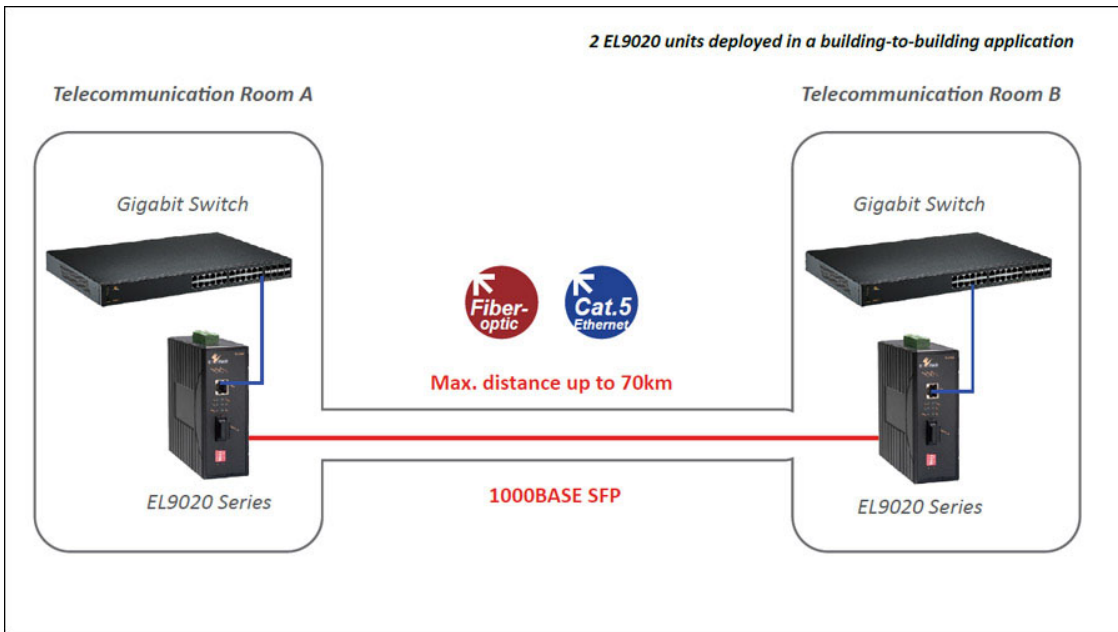 2 EL9020 units deployed in a building-to-building application
Telecommunication Room A
Telecommunication Room B
Gigabit Switch
Gigabit Switch
Fiber-
optic
Cat.5
Ethernet
Max. distance up to 70km
1000BASE SFP
EL9020 Series
EL9020 Series